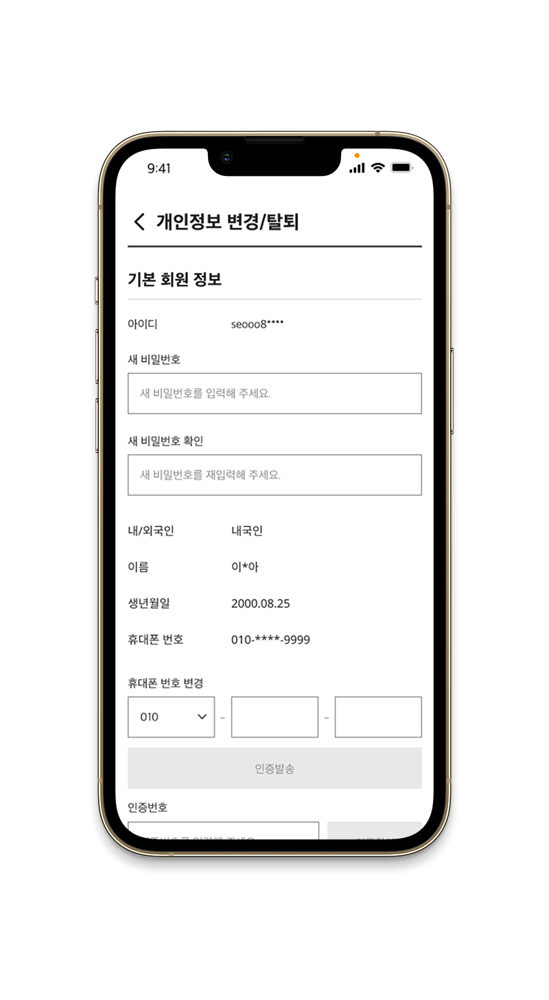 9:41
개인정보 변경/탈퇴
기본 회원 정보
아이디 seooo8****
새 비밀번호
새 비밀번호를 입력해 주세요.
새 비밀번호 확인
새 비밀번호를 재입력해 주세요.
내/외국인 내국인
이름 이*아
생년월일 2000.08.25
휴대폰 번호 010-****-9999
휴대폰 번호 변경
010 - -
인증발송
인증번호